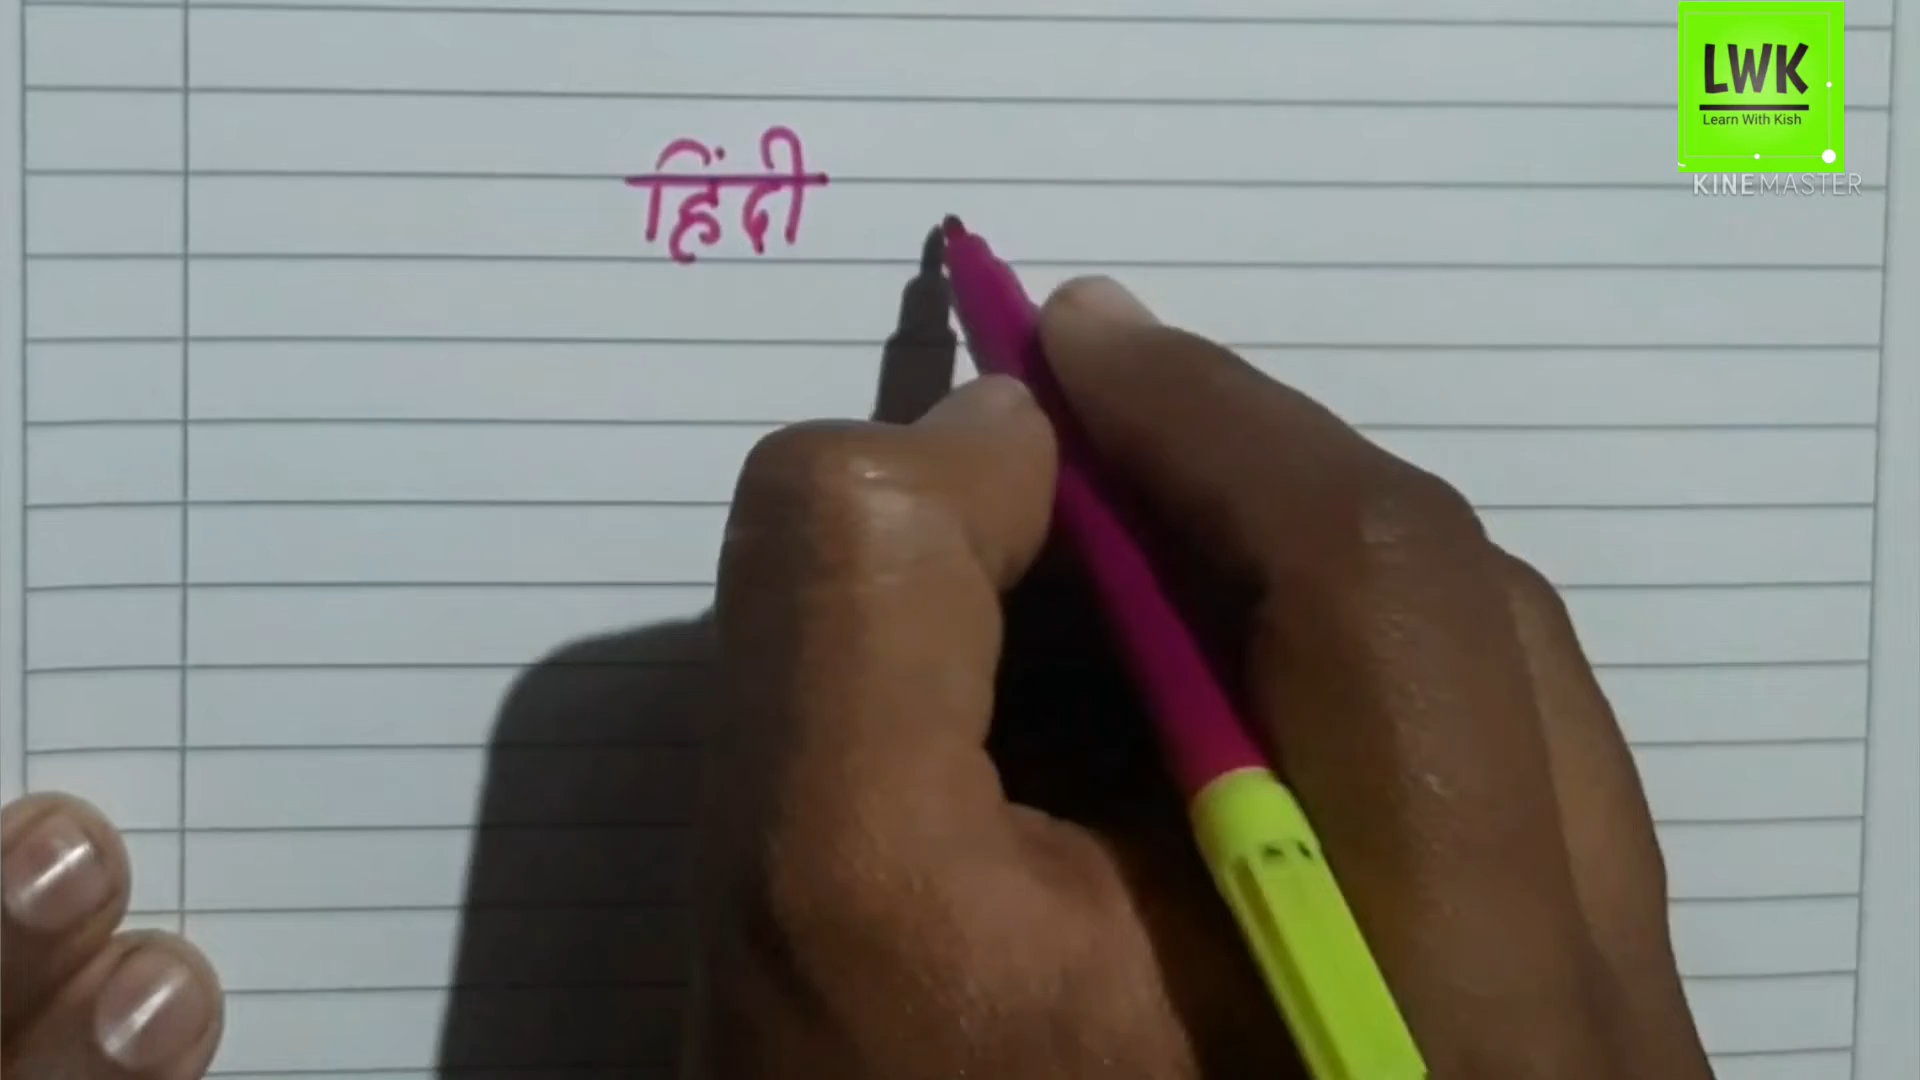 LWK
Learn With Kish
KINEMASTER
हिंदी